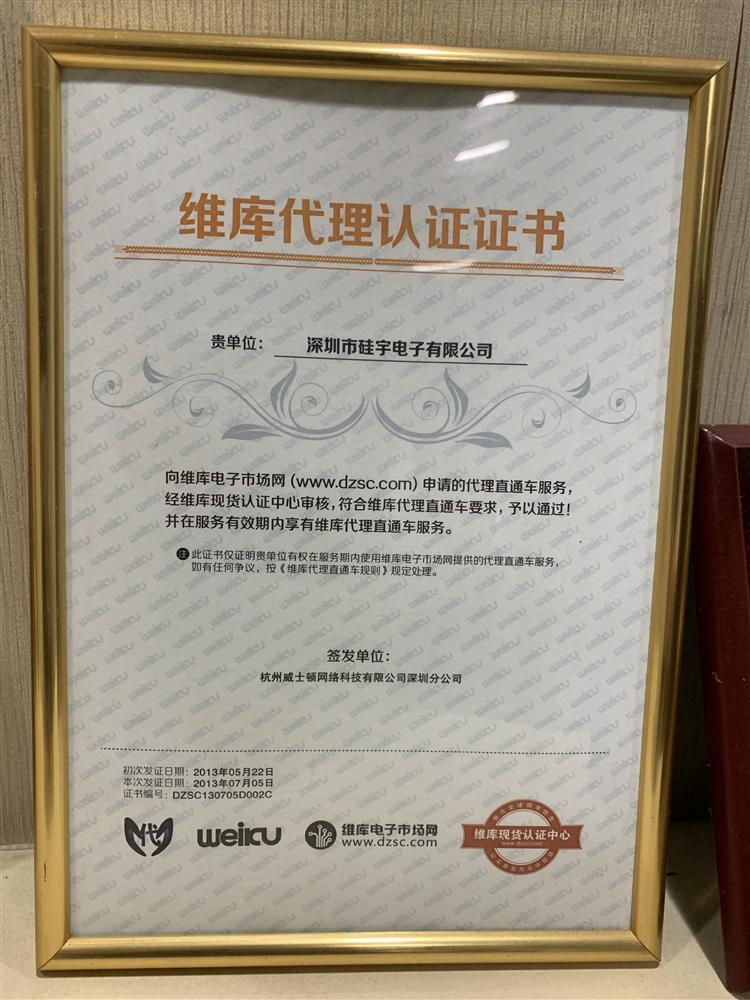 维库代理认证证书
贵单位： 深圳市硅宇电子有限公司
向维库电子市场网（www.dzsc.com）申请的代理直通车服务，
经维库现货认证中心审核，符合维库代理直通车要求，予以通过！
并在服务有效期内享有维库代理直通车服务。
注 此证书仅证明贵单位有权在服务期内使用维库电子市场网提供的代理直通车服务，
如有任何争议，按《维库代理直通车规则》规定处理。
签发单位：
杭州威士顿网络科技有限公司深圳分公司
初次发证日期：2013年05月22日
本次发证日期：2013年07月05日
证书编号：DZSC130705D002C
代
weiku
维库电子市场网
www.dzsc.com
维库现货认证中心
www.dzsc.com